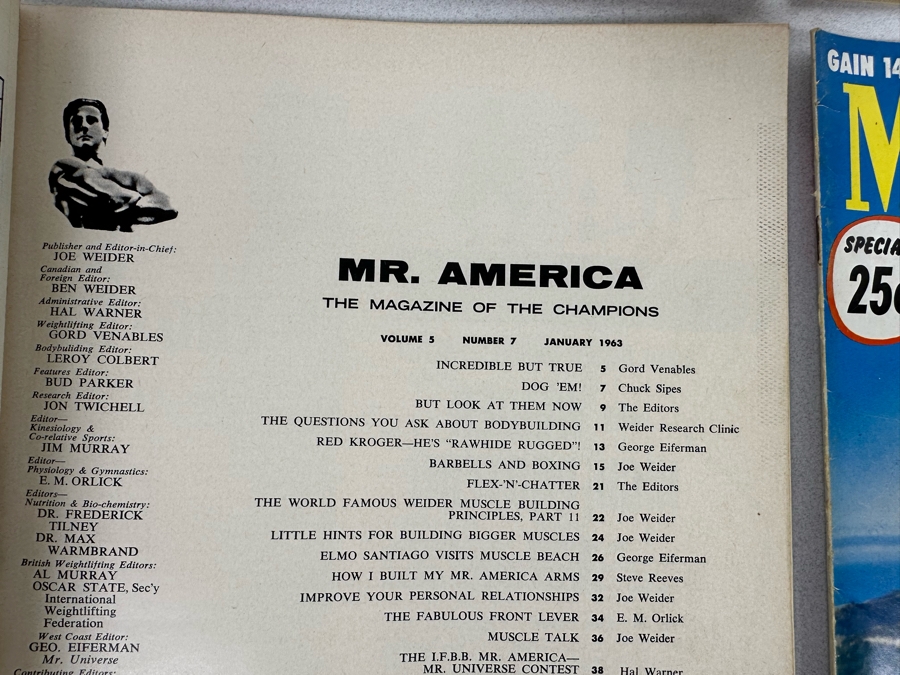 Publisher and Editor-in-Chief:
JOE WEIDER
Canadian and
Foreign Editor:
BEN WEIDER
Administrative Editor:
HAL WARNER
Weightlifting Editor:
GORD VENABLES
Bodybuliding Editor:
LEROY COLBERT
Features Editor:
BUD PARKER
Research Editor:
JON TWICHELL
Editor—
Kinesiology &
Co-relative Sports:
JIM MURRAY
Editor—
Physiology & Gymnastics:
E. M. ORLICK
Editors—
Nutrition & Bio-chemistry:
DR. FREDERICK
TILNEY
DR. MAX
WARMBRAND
British Weightlifting Editors:
AL MURRAY
OSCAR STATE, Sec'y
International
Weightlifting
Federation
West Coast Editor:
GEO. EIFERMAN
Mr. Universe
Contributing Editors:
MR. AMERICA
THE MAGAZINE OF THE CHAMPIONS
VOLUME 5 NUMBER 7 JANUARY 1963
INCREDIBLE BUT TRUE 5 Gord Venables
DOG 'EM! 7 Chuck Sipes
BUT LOOK AT THEM NOW 9 The Editors
THE QUESTIONS YOU ASK ABOUT BODYBUILDING 11 Weider Research Clinic
RED KROGER—HE'S "RAWHIDE RUGGED"! 13 George Eiferman
BARBELLS AND BOXING 15 Joe Weider
FLEX-'N'-CHATTER 21 The Editors
THE WORLD FAMOUS WEIDER MUSCLE BUILDING
PRINCIPLES, PART 11 22 Joe Weider
LITTLE HINTS FOR BUILDING BIGGER MUSCLES 24 Joe Weider
ELMO SANTIAGO VISITS MUSCLE BEACH 26 George Eiferman
HOW I BUILT MY MR. AMERICA ARMS 29 Steve Reeves
IMPROVE YOUR PERSONAL RELATIONSHIPS 32 Joe Weider
THE FABULOUS FRONT LEVER 34 E. M. Orlick
MUSCLE TALK 36 Joe Weider
THE I.F.B.B. MR. AMERICA—
MR. UNIVERSE CONTEST 38 Hal Warner
GAIN 14
M
SPECIA
25¢